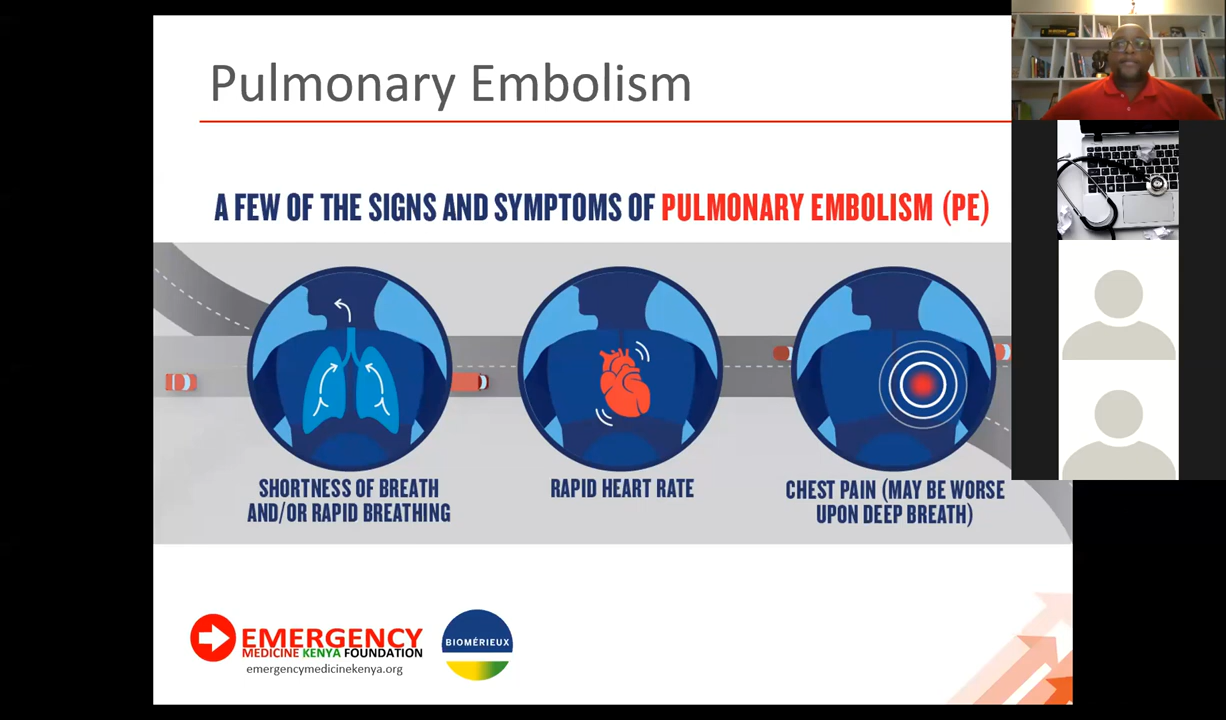 Pulmonary Embolism
A FEW OF THE SIGNS AND SYMPTOMS OF PULMONARY EMBOLISM (PE)
SHORTNESS OF BREATH
AND/OR RAPID BREATHING
RAPID HEART RATE
CHEST PAIN (MAY BE WORSE
UPON DEEP BREATH)
EMERGENCY
MEDICINE KENYA FOUNDATION
emergencymedicinekenya.org
BIOMÉRIEUX